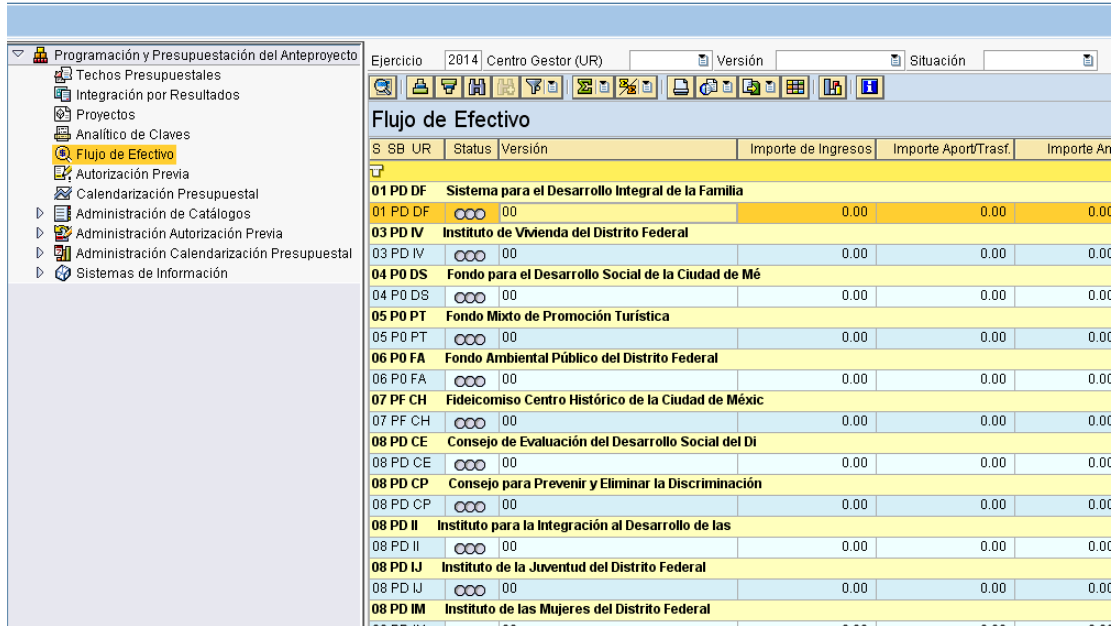 Programación y Presupuestación del Anteproyecto
Techos Presupuestales
Integración por Resultados
Proyectos
Analítico de Claves
Flujo de Efectivo
Autorización Previa
Calendarización Presupuestal
Administración de Catálogos
Administración Autorización Previa
Administración Calendarización Presupuestal
Sistemas de Información
Ejercicio 2014 Centro Gestor (UR) Versión Situación
Flujo de Efectivo
S SB UR Status Versión Importe de Ingresos Importe Aport/Trasf. Importe An
01 PD DF Sistema para el Desarrollo Integral de la Familia
01 PD DF 00 0.00 0.00 0.00
03 PD IV Instituto de Vivienda del Distrito Federal
03 PD IV 00 0.00 0.00 0.00
04 P0 DS Fondo para el Desarrollo Social de la Ciudad de Mé
04 P0 DS 00 0.00 0.00 0.00
05 P0 PT Fondo Mixto de Promoción Turística
05 P0 PT 00 0.00 0.00 0.00
06 P0 FA Fondo Ambiental Público del Distrito Federal
06 P0 FA 00 0.00 0.00 0.00
07 PF CH Fideicomiso Centro Histórico de la Ciudad de Méxic
07 PF CH 00 0.00 0.00 0.00
08 PD CE Consejo de Evaluación del Desarrollo Social del Di
08 PD CE 00 0.00 0.00 0.00
08 PD CP Consejo para Prevenir y Eliminar la Discriminación
08 PD CP 00 0.00 0.00 0.00
08 PD II Instituto para la Integración al Desarrollo de las
08 PD II 00 0.00 0.00 0.00
08 PD IJ Instituto de la Juventud del Distrito Federal
08 PD IJ 00 0.00 0.00 0.00
08 PD IM Instituto de las Mujeres del Distrito Federal